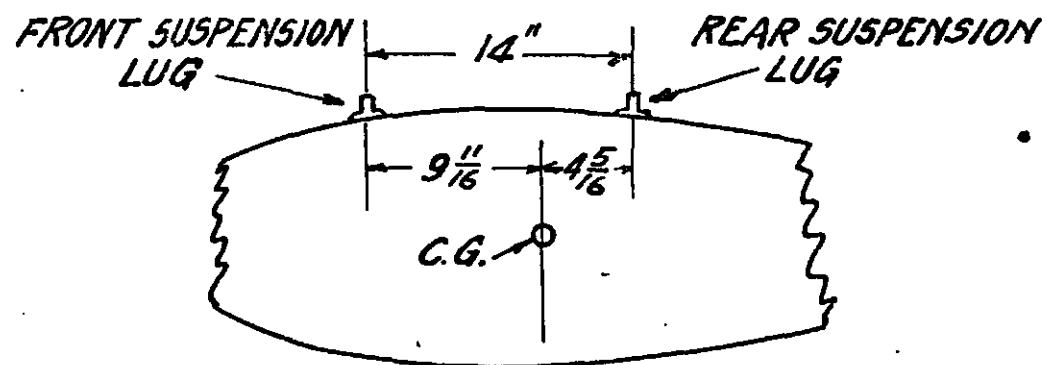 FRONT SUSPENSION
LUG
14"
REAR SUSPENSION
LUG
9 11/16
4 5/16
C.G.